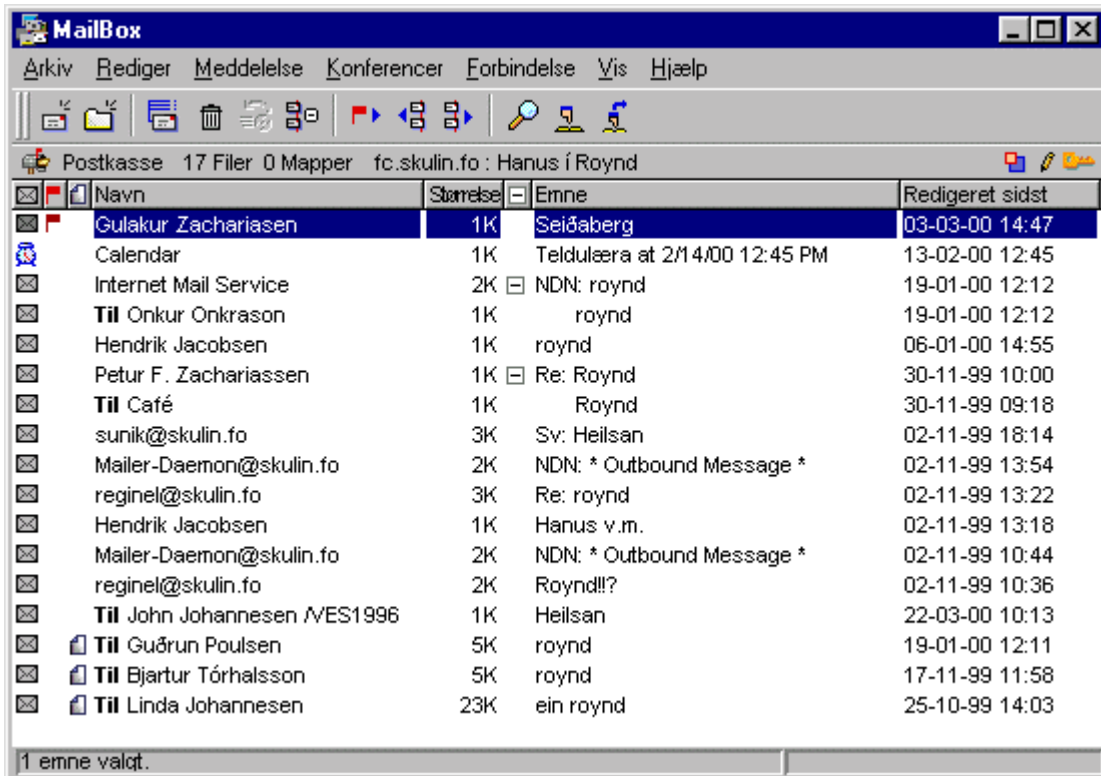 MailBox
Arkiv Rediger Meddelelse Konferencer Forbindelse Vis Hjælp
Postkasse 17 Filer 0 Mapper fc.skulin.fo : Hanus í Roynd
Navn Størrelse Emne Redigeret sidst
Gulakur Zachariasen 1K Seiðaberg 03-03-00 14:47
Calendar 1K Teldulæra at 2/14/00 12:45 PM 13-02-00 12:45
Internet Mail Service 2K NDN: roynd 19-01-00 12:12
Til Onkur Onkrason 1K roynd 19-01-00 12:12
Hendrik Jacobsen 1K roynd 06-01-00 14:55
Petur F. Zachariassen 1K Re: Roynd 30-11-99 10:00
Til Café 1K Roynd 30-11-99 09:18
sunik@skulin.fo 3K Sv: Heilsan 02-11-99 18:14
Mailer-Daemon@skulin.fo 2K NDN: * Outbound Message * 02-11-99 13:54
reginel@skulin.fo 3K Re: roynd 02-11-99 13:22
Hendrik Jacobsen 1K Hanus v.m. 02-11-99 13:18
Mailer-Daemon@skulin.fo 2K NDN: * Outbound Message * 02-11-99 10:44
reginel@skulin.fo 2K Roynd!!? 02-11-99 10:36
Til John Johannesen /VES1996 1K Heilsan 22-03-00 10:13
Til Guðrun Poulsen 5K roynd 19-01-00 12:11
Til Bjartur Tórhalsson 5K roynd 17-11-99 11:58
Til Linda Johannesen 23K ein roynd 25-10-99 14:03
1 emne valgt.